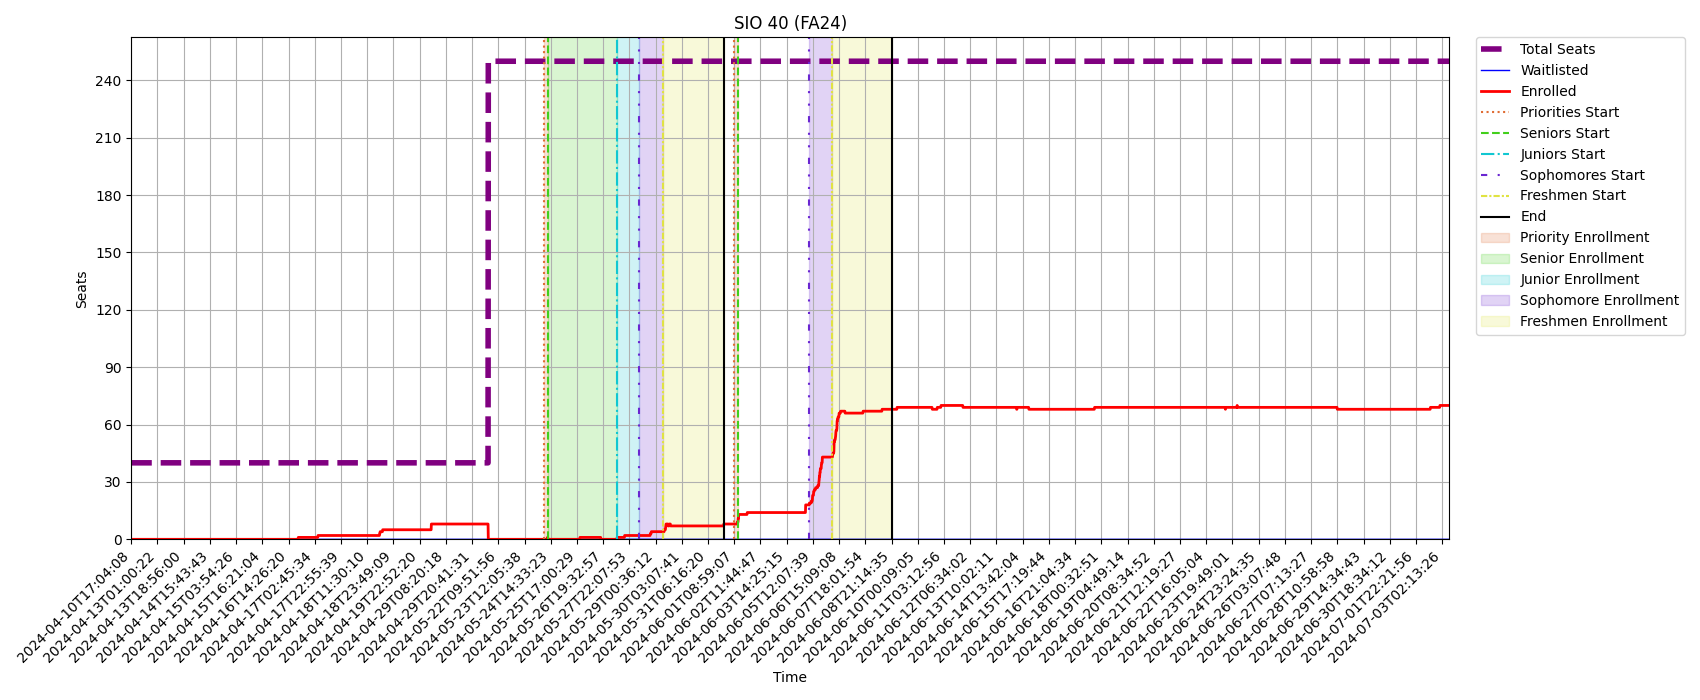 SIO 40 (FA24)
Seats
240
210
180
150
120
90
60
30
0
2024-04-10T17:04:08
2024-04-13T01:00:22
2024-04-13T18:56:00
2024-04-14T15:43:43
2024-04-15T03:54:26
2024-04-15T16:21:04
2024-04-16T14:26:20
2024-04-17T02:45:34
2024-04-17T22:55:39
2024-04-18T11:30:10
2024-04-18T23:49:09
2024-04-19T22:52:20
2024-04-29T08:20:18
2024-04-29T20:41:31
2024-05-22T09:51:56
2024-05-23T12:05:38
2024-05-24T14:33:23
2024-05-25T17:00:29
2024-05-26T19:32:57
2024-05-27T22:07:53
2024-05-29T00:36:12
2024-05-30T03:07:41
2024-05-31T06:16:20
2024-06-01T08:59:07
2024-06-02T11:44:47
2024-06-03T14:25:15
2024-06-05T12:07:39
2024-06-06T15:09:08
2024-06-07T18:01:54
2024-06-08T21:14:35
2024-06-10T00:09:05
2024-06-11T03:12:56
2024-06-12T06:34:02
2024-06-13T10:02:11
2024-06-14T13:42:04
2024-06-15T17:19:44
2024-06-16T21:04:34
2024-06-18T00:32:51
2024-06-19T04:49:14
2024-06-20T08:34:52
2024-06-21T12:19:27
2024-06-22T16:05:04
2024-06-23T19:49:01
2024-06-24T23:24:35
2024-06-26T03:07:48
2024-06-27T07:13:27
2024-06-28T10:58:58
2024-06-29T14:34:43
2024-06-30T18:34:12
2024-07-01T22:21:56
2024-07-03T02:13:26
Time
Total Seats
Waitlisted
Enrolled
Priorities Start
Seniors Start
Juniors Start
Sophomores Start
Freshmen Start
End
Priority Enrollment
Senior Enrollment
Junior Enrollment
Sophomore Enrollment
Freshmen Enrollment